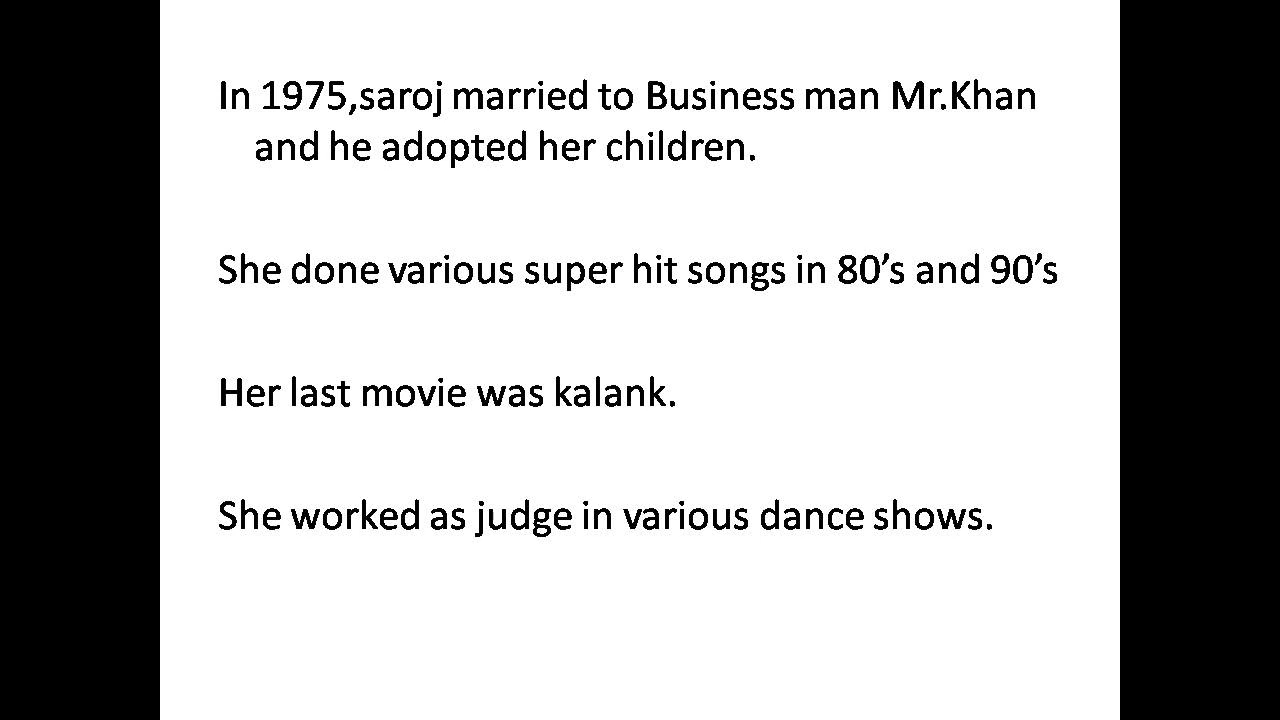 In 1975,saroj married to Business man Mr.Khan
and he adopted her children.
She done various super hit songs in 80’s and 90’s
Her last movie was kalank.
She worked as judge in various dance shows.